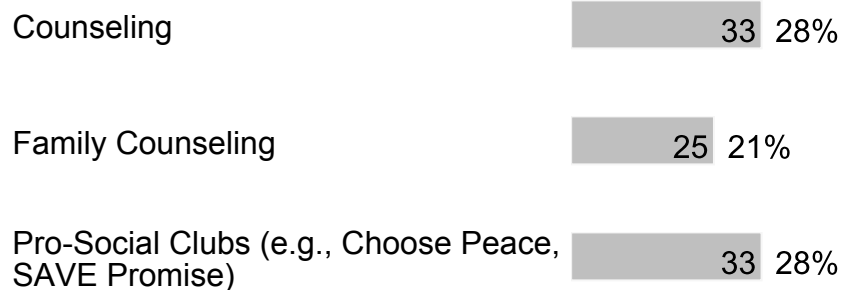 Counseling 33 28%
Family Counseling 25 21%
Pro-Social Clubs (e.g., Choose Peace,
SAVE Promise) 33 28%